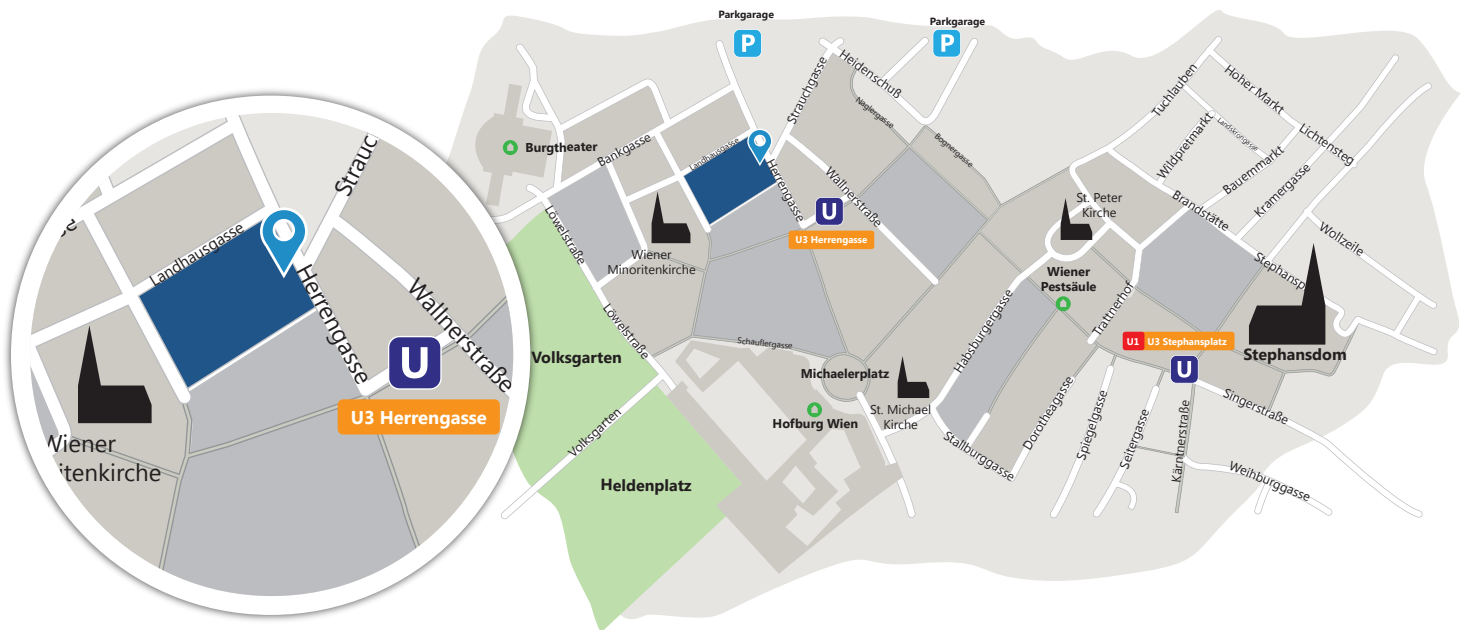 Parkgarage
P
Parkgarage
P
Heidenschuß
Strauchgasse
Naglergasse
Bognergasse
Tuchlauben
Hoher Markt
Lichtensteg
Landskrongasse
Wildpretmarkt
Bauernmarkt
Kramergasse
Brandstätte
Wollzeile
Stephansp
Burgtheater
Bankgasse
Landhausgasse
Herrengasse
Wallnerstraße
U
U3 Herrengasse
Löwelstraße
Wiener
Minoritenkirche
St. Peter
Kirche
Wiener
Pestsäule
Trattnerhof
Habsburgergasse
U1
U3 Stephansplatz
U
Stephansdom
Löwelstraße
Schauflergasse
Volksgarten
Michaelerplatz
St. Michael
Kirche
Hofburg Wien
Volksgarten
Heldenplatz
Stallburggasse
Dorotheagasse
Spiegelgasse
Seitergasse
Kärntnerstraße
Singerstraße
Weihburggasse
Strauc
ße
Landhausgasse
Herrengasse
Wallnerstraße
U
U3 Herrengasse
Wiener
itenkirche